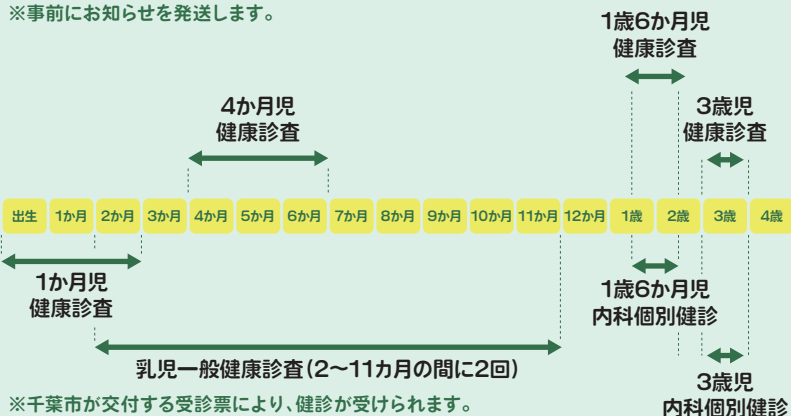 ※事前にお知らせを発送します。
1歳6か月児
健康診査
4か月児
健康診査
3歳児
健康診査
出生 1か月 2か月 3か月 4か月 5か月 6か月 7か月 8か月 9か月 10か月 11か月 12か月 1歳 2歳 3歳 4歳
1か月児
健康診査
1歳6か月児
内科個別健診
乳児一般健康診査(2〜11カ月の間に2回)
3歳児
内科個別健診
※千葉市が交付する受診票により、健診が受けられます。